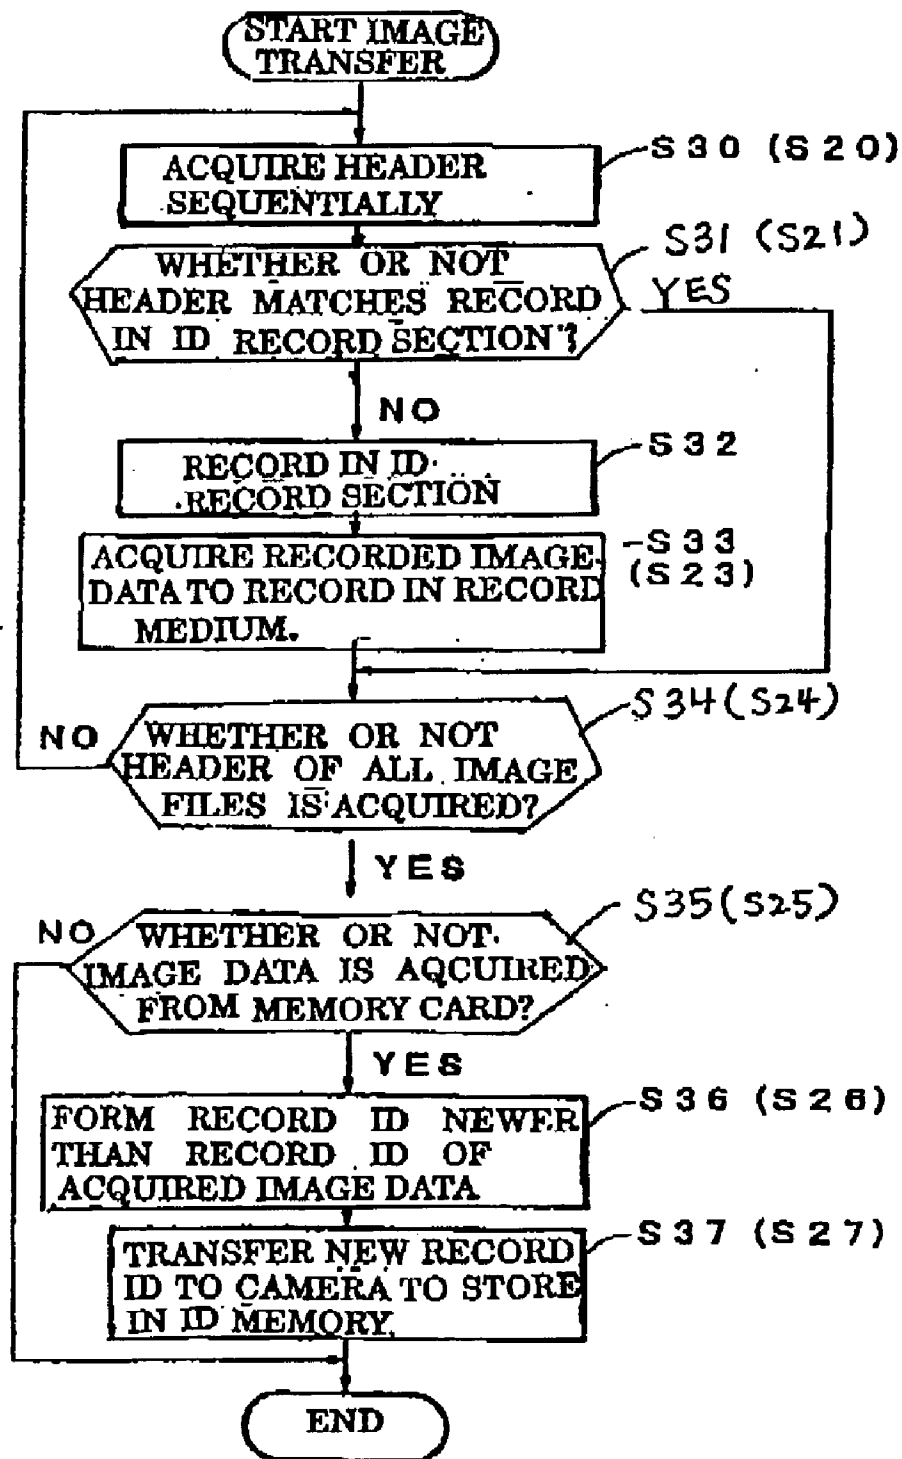 START IMAGE
TRANSFER
ACQUIRE HEADER
SEQUENTIALLY
S30 (S20)
WHETHER OR NOT
HEADER MATCHES RECORD
IN ID RECORD SECTION?
S31 (S21)
YES
NO
RECORD IN ID
RECORD SECTION
S32
ACQUIRE RECORDED IMAGE
DATA TO RECORD IN RECORD
MEDIUM.
S33
(S23)
WHETHER OR NOT
HEADER OF ALL IMAGE
FILES IS ACQUIRED?
S34(S24)
NO
YES
WHETHER OR NOT
IMAGE DATA IS AQCUIRED
FROM MEMORY CARD?
S35(S25)
NO
YES
FORM RECORD ID NEWER
THAN RECORD ID OF
ACQUIRED IMAGE DATA
S36 (S26)
TRANSFER NEW RECORD
ID TO CAMERA TO STORE
IN ID MEMORY.
S37 (S27)
END